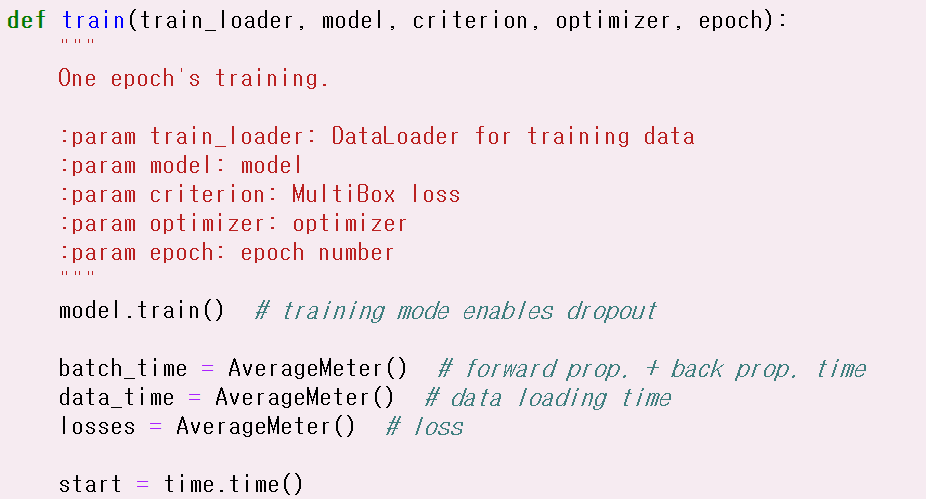 def train(train_loader, model, criterion, optimizer, epoch):
    """
    One epoch's training.

    :param train_loader: DataLoader for training data
    :param model: model
    :param criterion: MultiBox loss
    :param optimizer: optimizer
    :param epoch: epoch number
    """
    model.train()  # training mode enables dropout

    batch_time = AverageMeter()  # forward prop. + back prop. time
    data_time = AverageMeter()  # data loading time
    losses = AverageMeter()  # loss

    start = time.time()